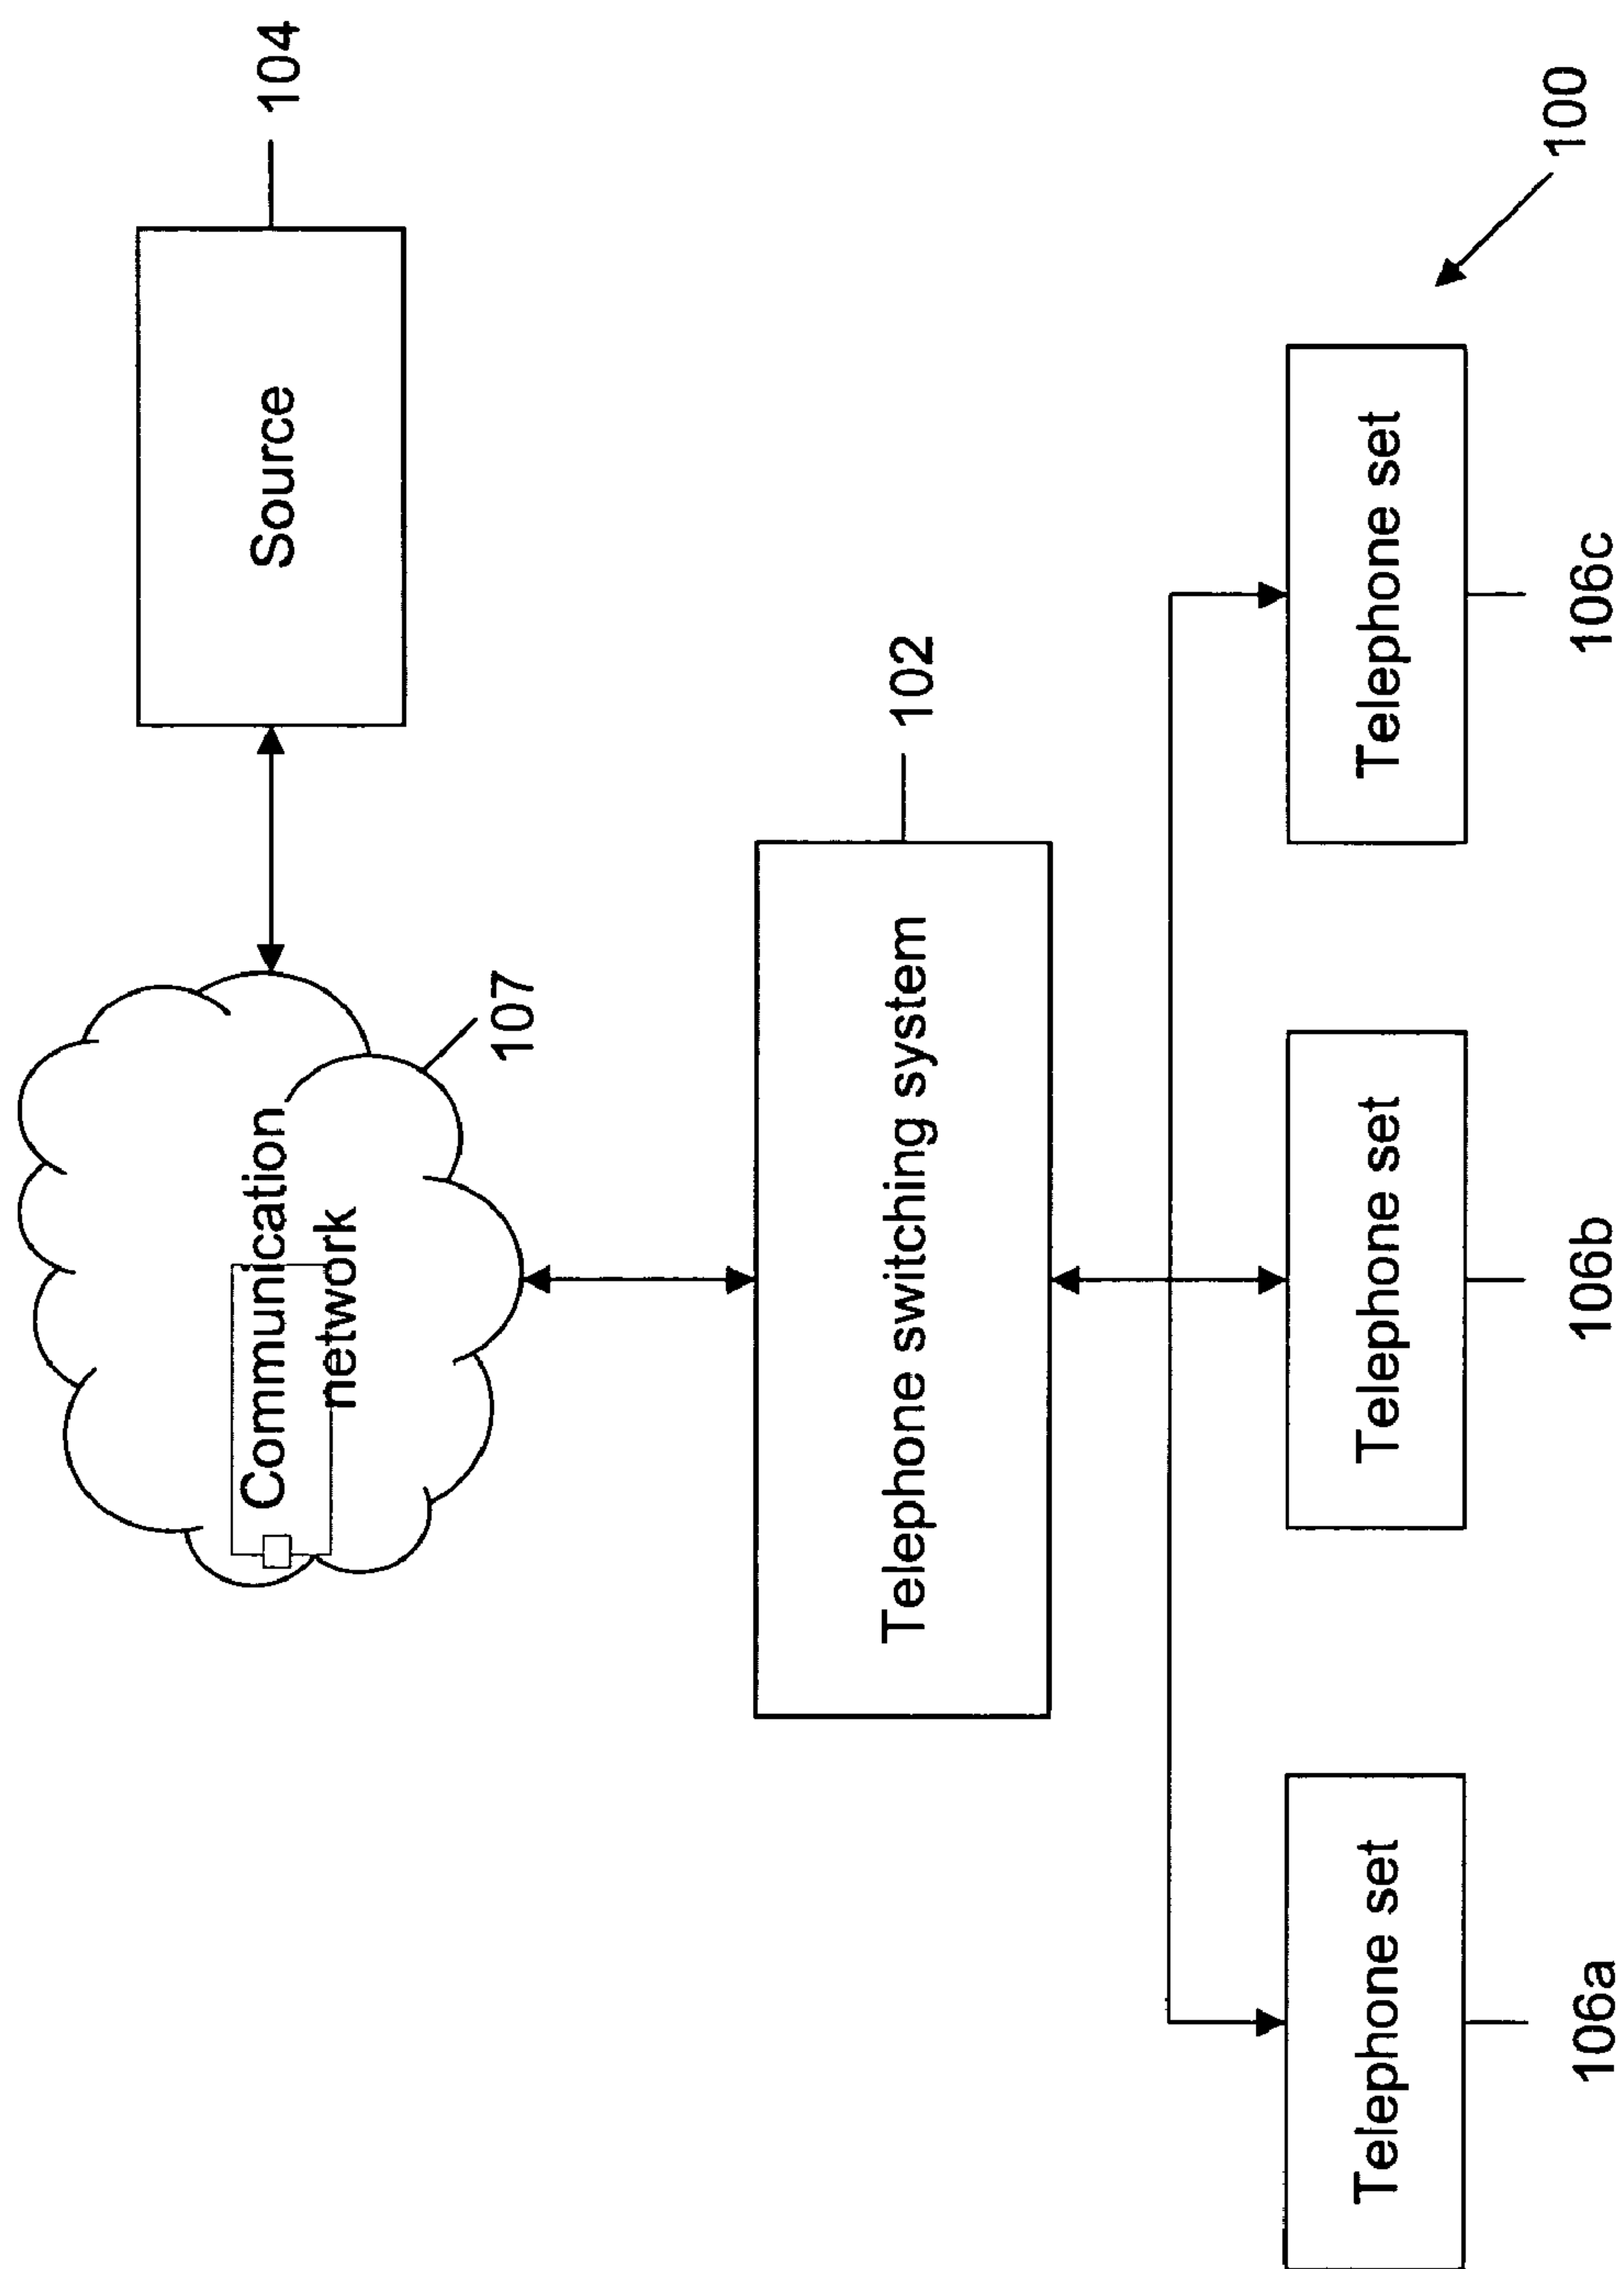 Communication
network
Source
104
107
Telephone switching system
102
Telephone set
Telephone set
Telephone set
106a
106b
106c
100